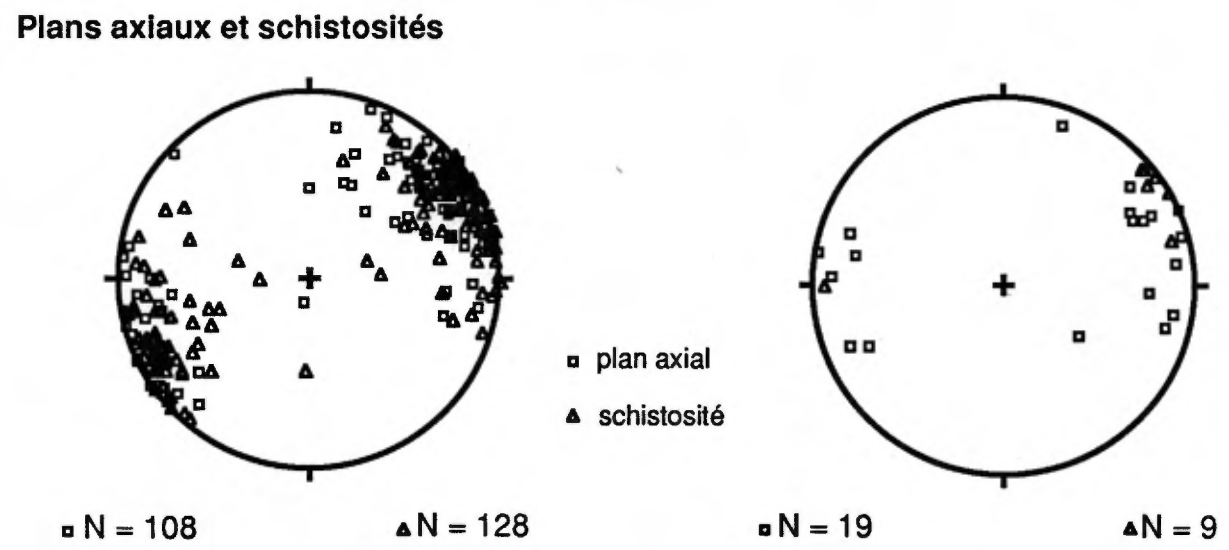 Plans axiaux et schistosités
plan axial
schistosité
N = 108
N = 128
N = 19
N = 9